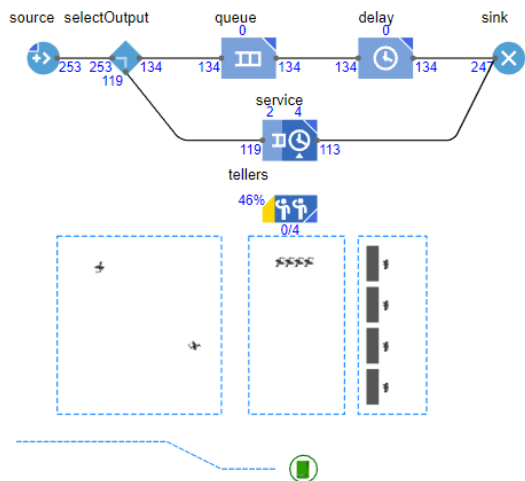 source selectOutput queue delay sink
0 0
253 253 134 134 134 134 134 247
119
service
2 4
119 113
tellers
46%
0/4